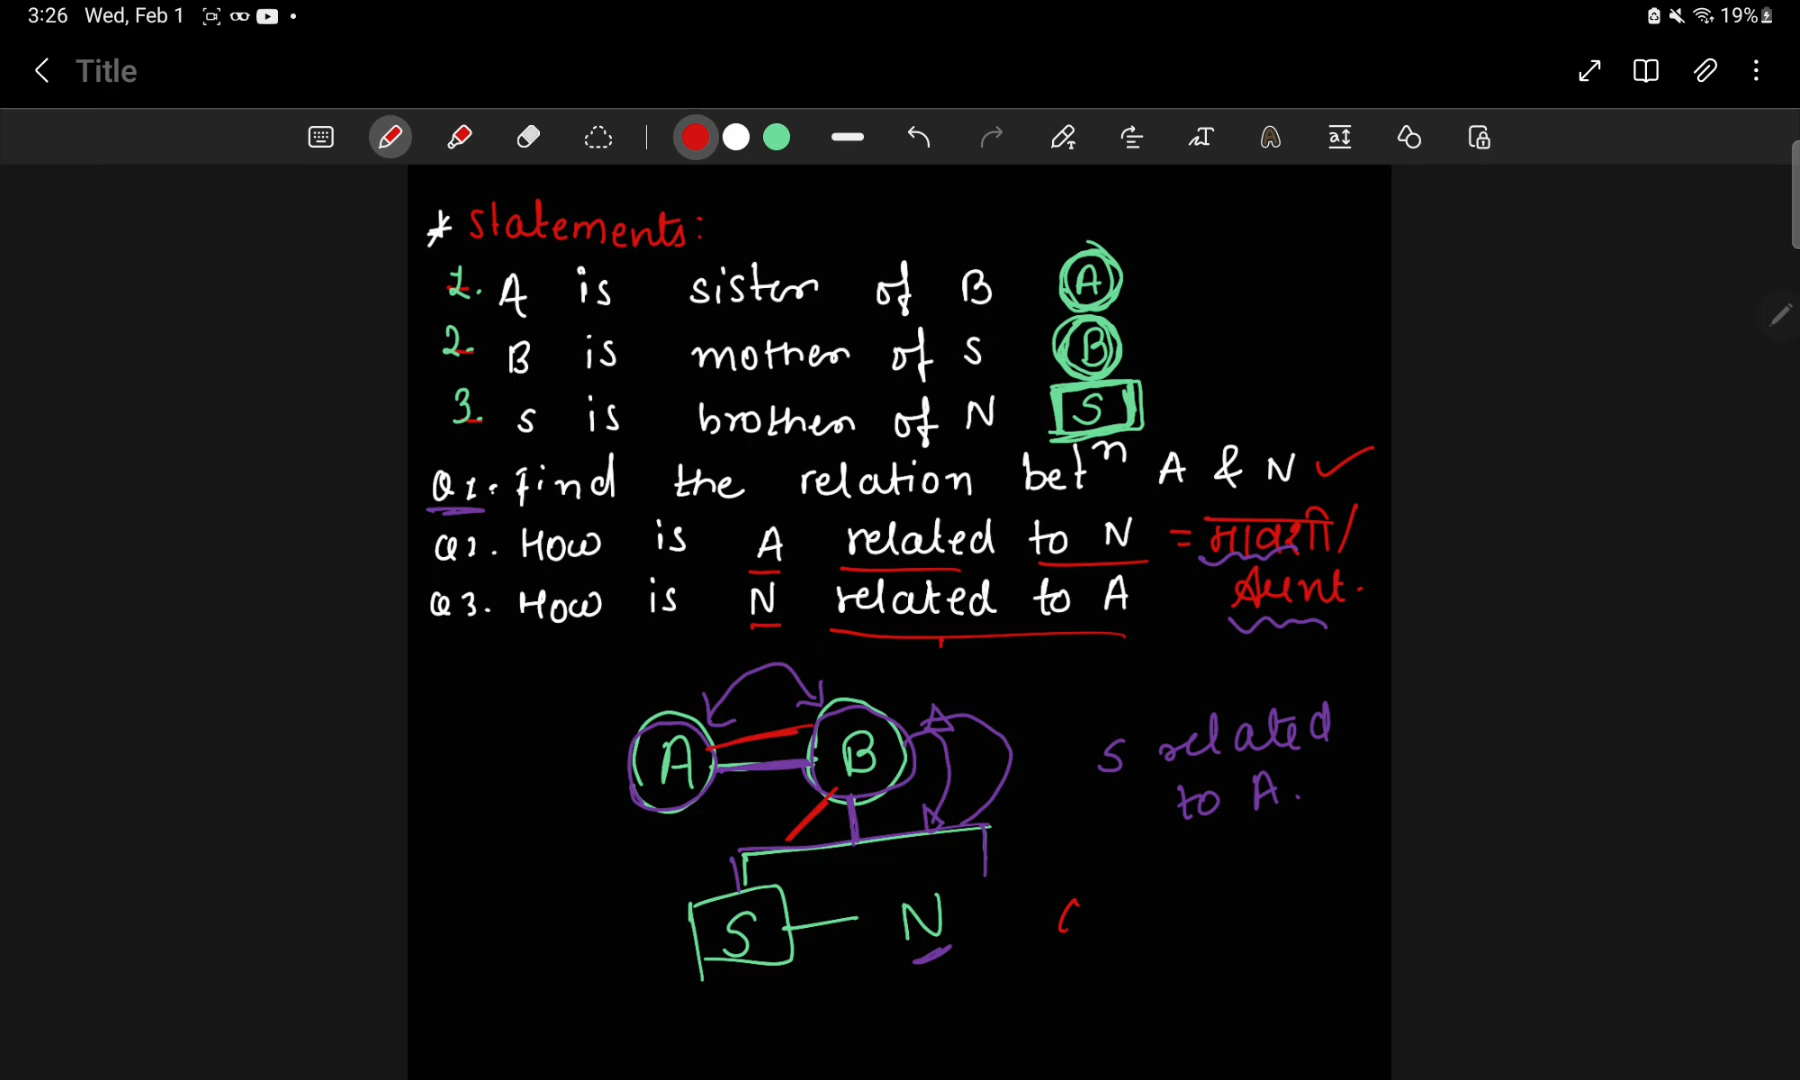 3:26 Wed, Feb 1
19%
Title
* Statements:
1. A is sister of B A
2. B is mother of S B
3. S is brother of N S
Q1. Find the relation betn A & N ✓
Q2. How is A related to N = मावशी/
Aunt.
Q3. How is N related to A
A B
S related
to A.
S N